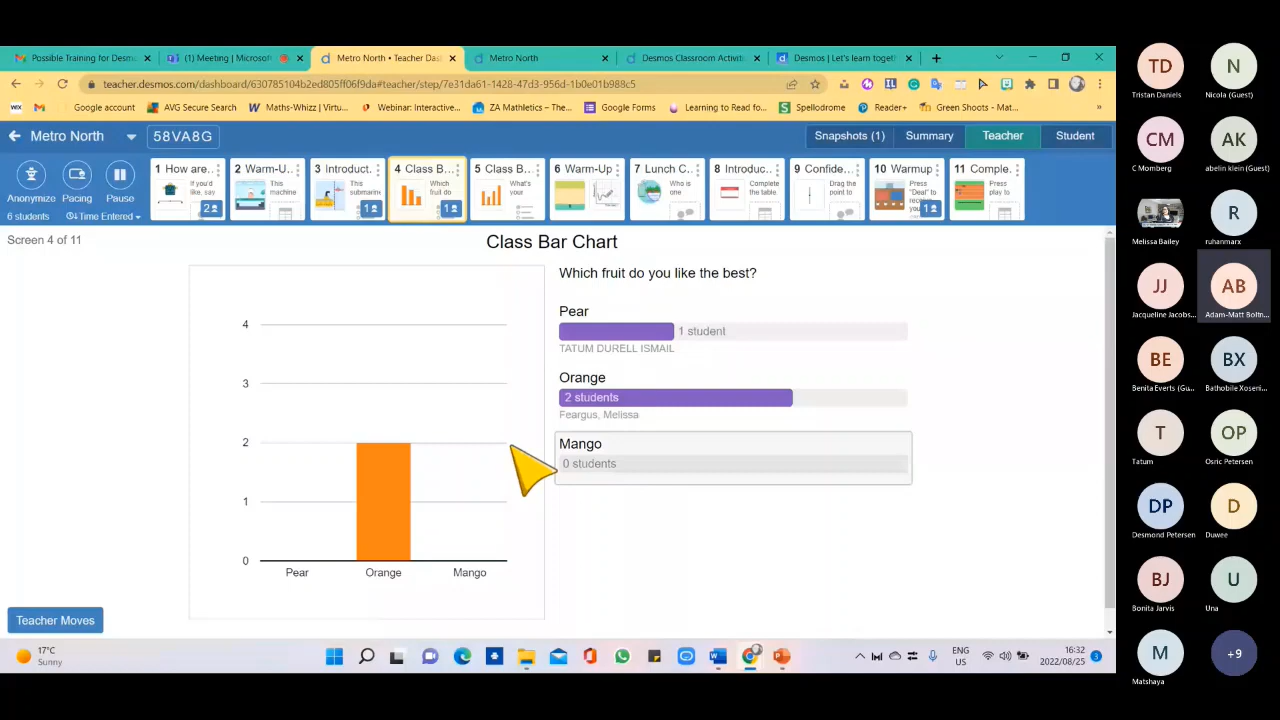 Possible Training for Desmo
(1) Meeting | Microsof
Metro North • Teacher Das
Metro North
Desmos Classroom Activiti
Desmos | Let's learn toget
teacher.desmos.com/dashboard/630785104b2ed805ff06f9da#teacher/step/7e31da61-1428-47d3-956d-1b0e01b988c5
WIX
Google account
AVG Secure Search
Maths-Whizz | Virtu...
Webinar: Interactive...
ZA Mathletics - The...
Google Forms
Learning to Read fo...
Spellodrome
Reader+
Green Shoots - Mat...
Metro North
58VA8G
Snapshots (1)
Summary
Teacher
Student
Anonymize
Pacing
Pause
6 students
Time Entered
1 How are...
If you'd like, say
2
2 Warm-U...
This machine
3 Introduct...
This submarin
1
4 Class B...
Which fruit do
1
5 Class B...
What's your
6 Warm-Up
7 Lunch C...
Who is one
8 Introduc...
Complete the table.
9 Confide...
Drag the point to
10 Warmup
Press "Deal" to receive
1
11 Comple...
Press play to
Screen 4 of 11
Class Bar Chart
Which fruit do you like the best?
Pear
1 student
TATUM DURELL ISMAIL
Orange
2 students
Feargus, Melissa
Mango
0 students
4
3
2
1
0
Pear
Orange
Mango
Teacher Moves
17°C
Sunny
ENG
US
16:32
2022/08/25
3
TD
Tristan Daniels
N
Nicola (Guest)
CM
C Momberg
AK
abelin klein (Guest)
Melissa Bailey
R
ruhanmarx
JJ
Jacqueline Jacobs...
AB
Adam-Matt Boltn...
BE
Benita Everts (Gu...
BX
Bathobile Xoseri...
T
Tatum
OP
Osric Petersen
DP
Desmond Petersen
D
Duwee
BJ
Bonita Jarvis
U
Una
M
Matshaya
+9